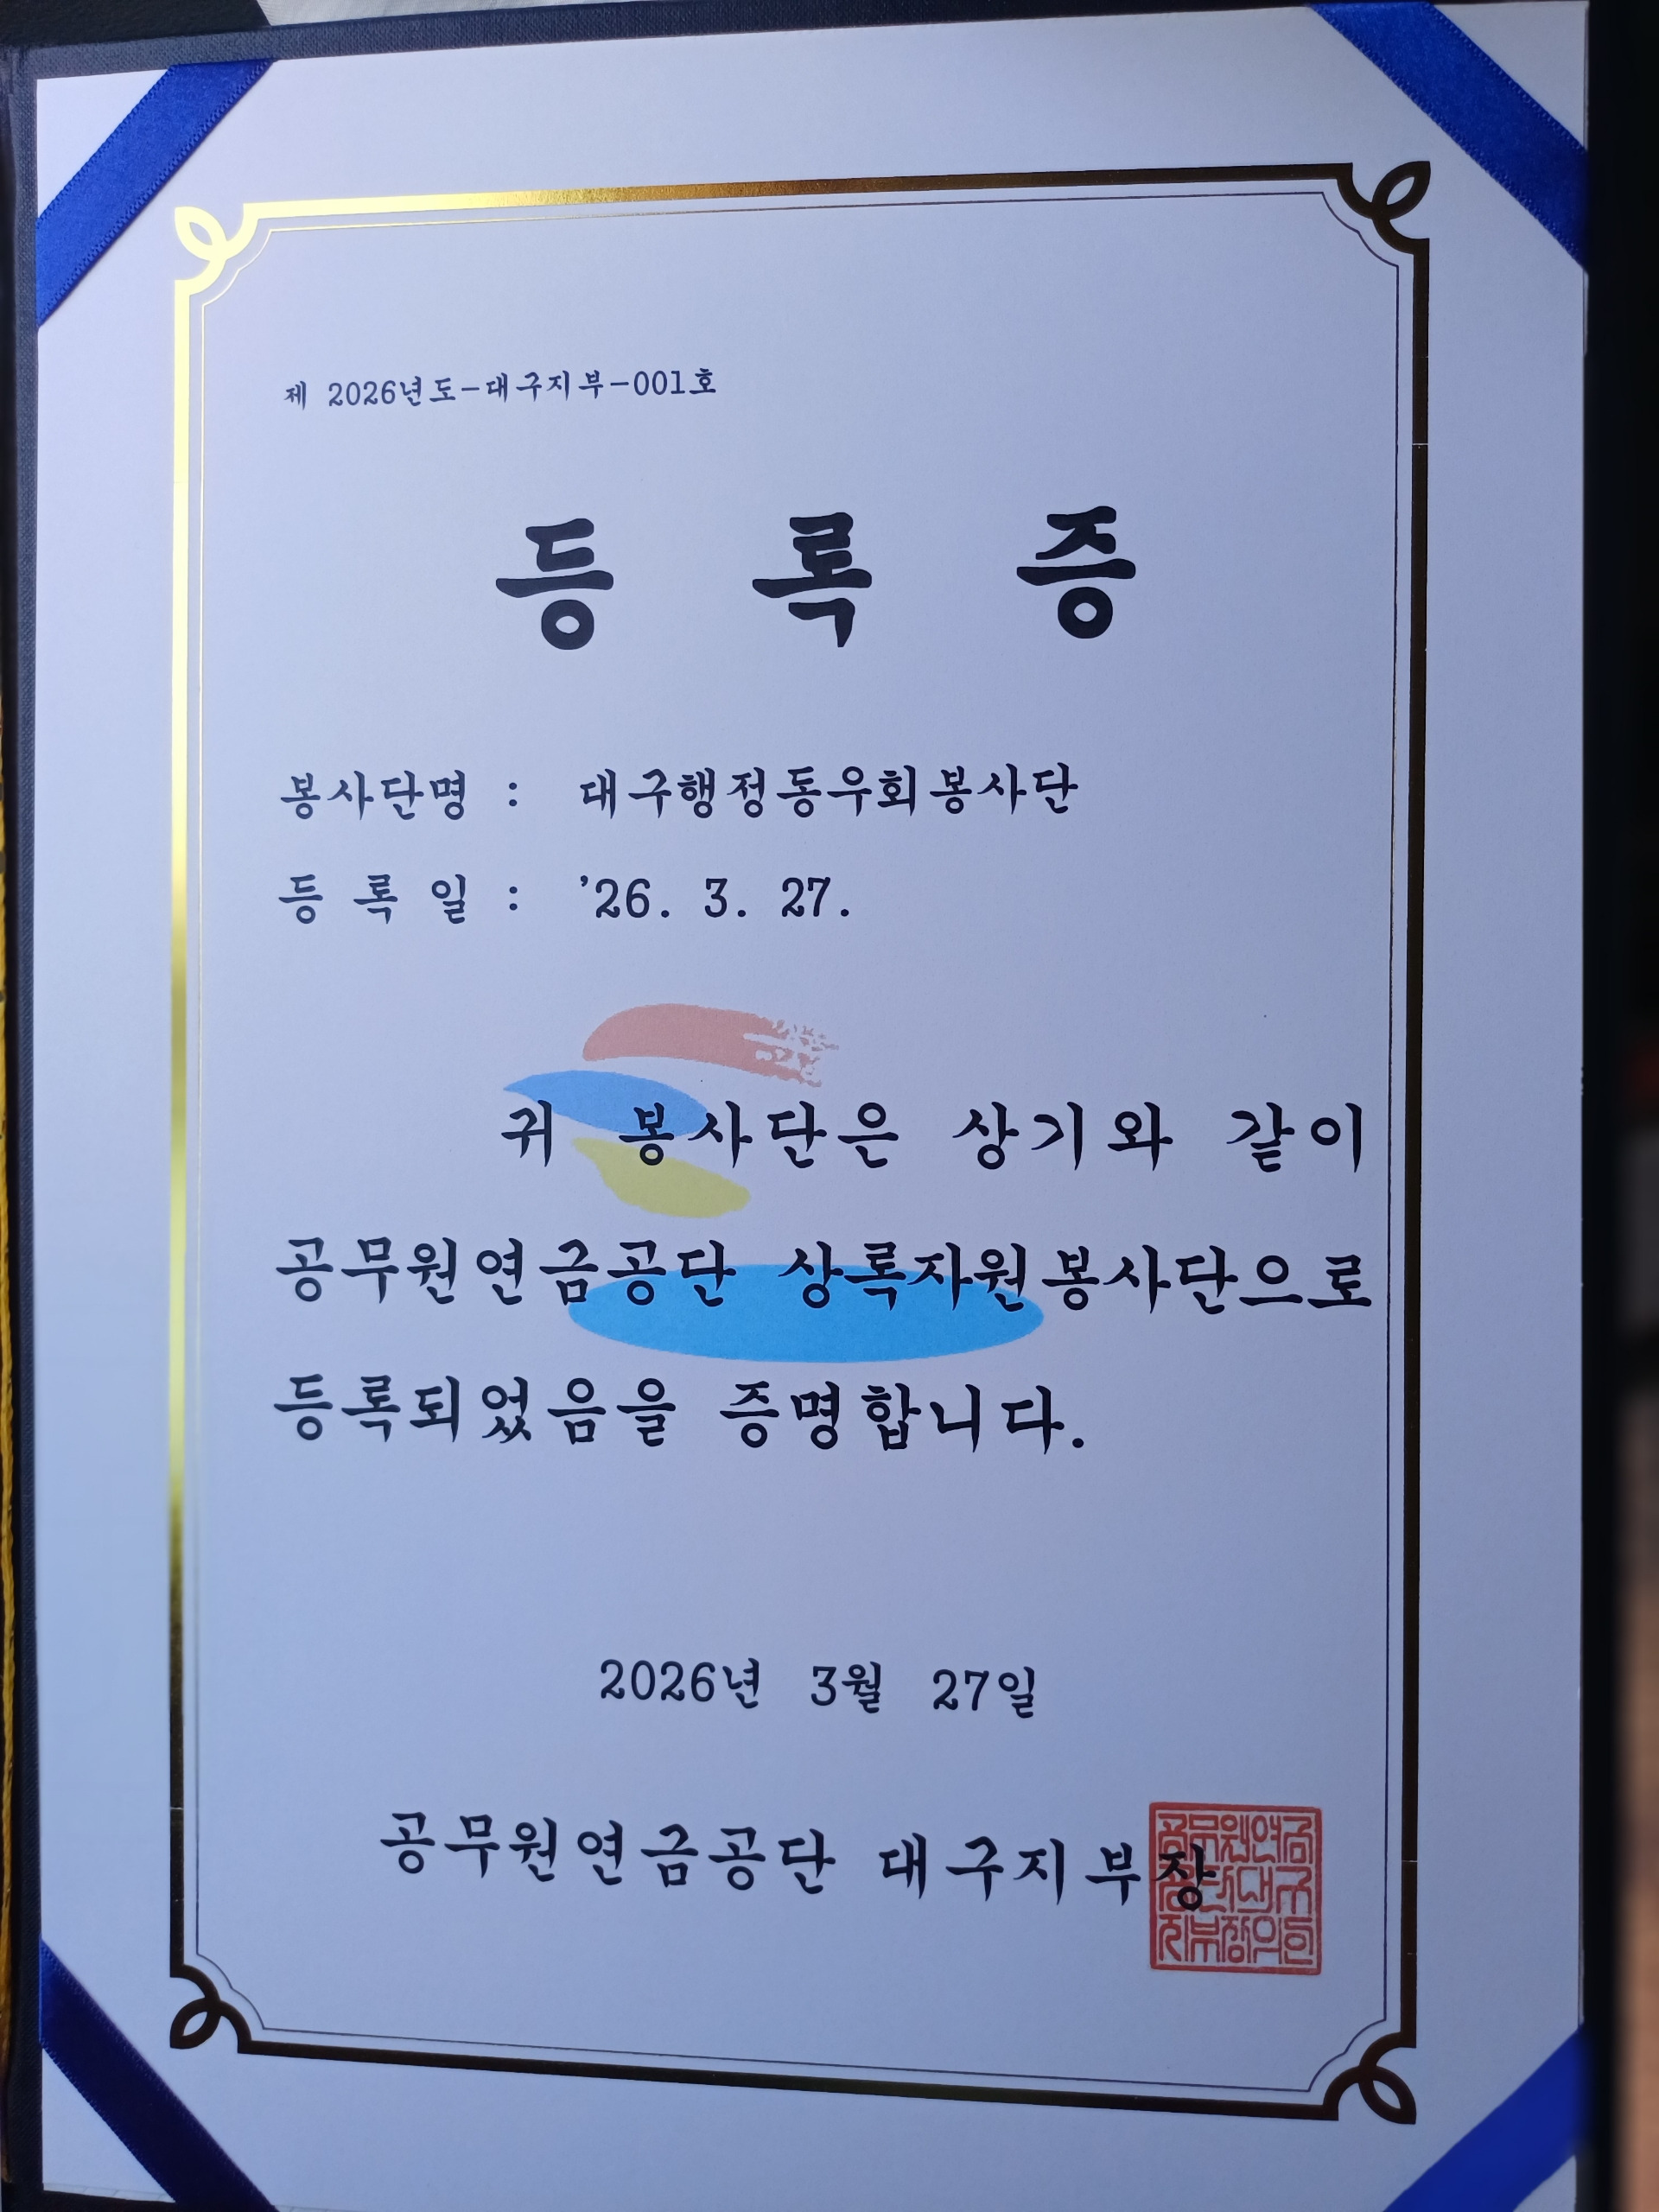 제 2026년도-대구지부-001호
등 록 증
봉사단명 : 대구행정동우회봉사단
등 록 일 : '26. 3. 27.
귀 봉사단은 상기와 같이
공무원연금공단 상록자원봉사단으로
등록되었음을 증명합니다.
2026년 3월 27일
공무원연금공단 대구지부장